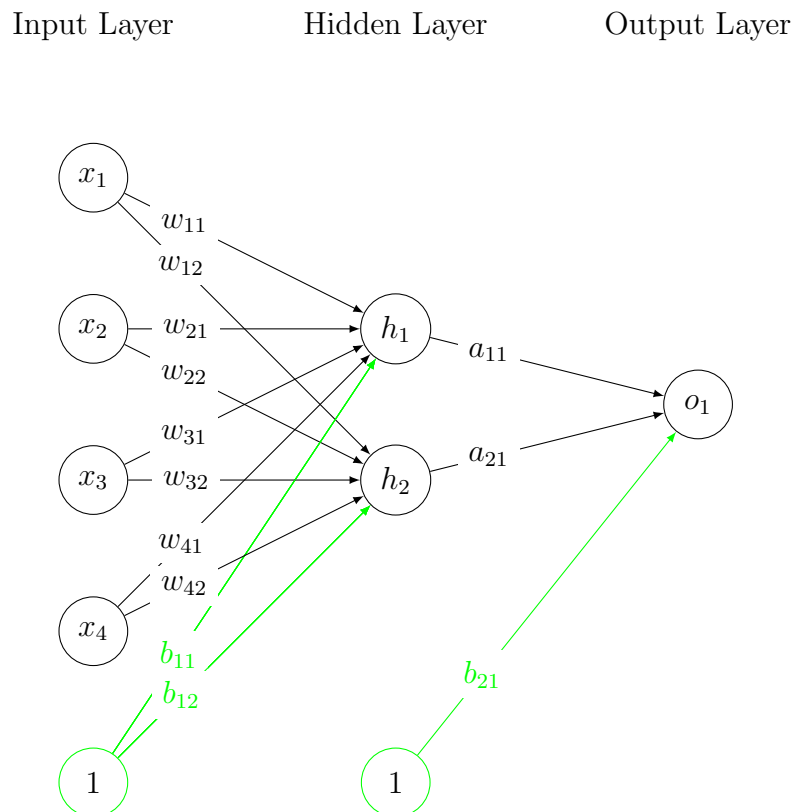 Input Layer Hidden Layer Output Layer
x₁
w₁₁
w₁₂
x₂ w₂₁ h₁
a₁₁
w₂₂
o₁
w₃₁
a₂₁
x₃ w₃₂ h₂
w₄₁
w₄₂
x₄
b₁₁
b₂₁
b₁₂
1 1